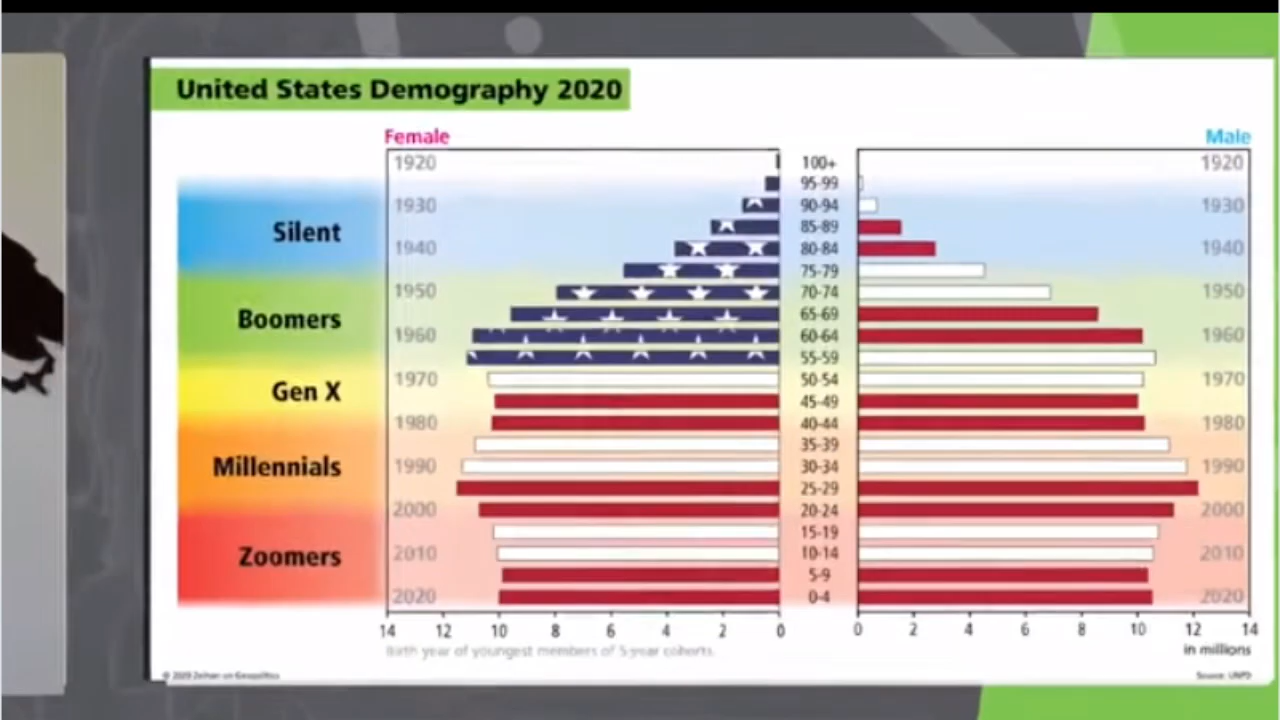 United States Demography 2020
Female Male
1920 100+ 1920
95-99
1930 90-94 1930
Silent 85-89
1940 80-84 1940
75-79
1950 70-74 1950
Boomers 65-69
1960 60-64 1960
55-59
1970 50-54 1970
Gen X 45-49
1980 40-44 1980
35-39
Millennials 1990 30-34 1990
25-29
2000 20-24 2000
15-19
Zoomers 2010 10-14 2010
5-9
2020 0-4 2020
14 12 10 8 6 4 2 0 0 2 4 6 8 10 12 14
Birth year of youngest members of 5 year cohorts. in millions
Zeihan on Geopolitics Source: UNPD